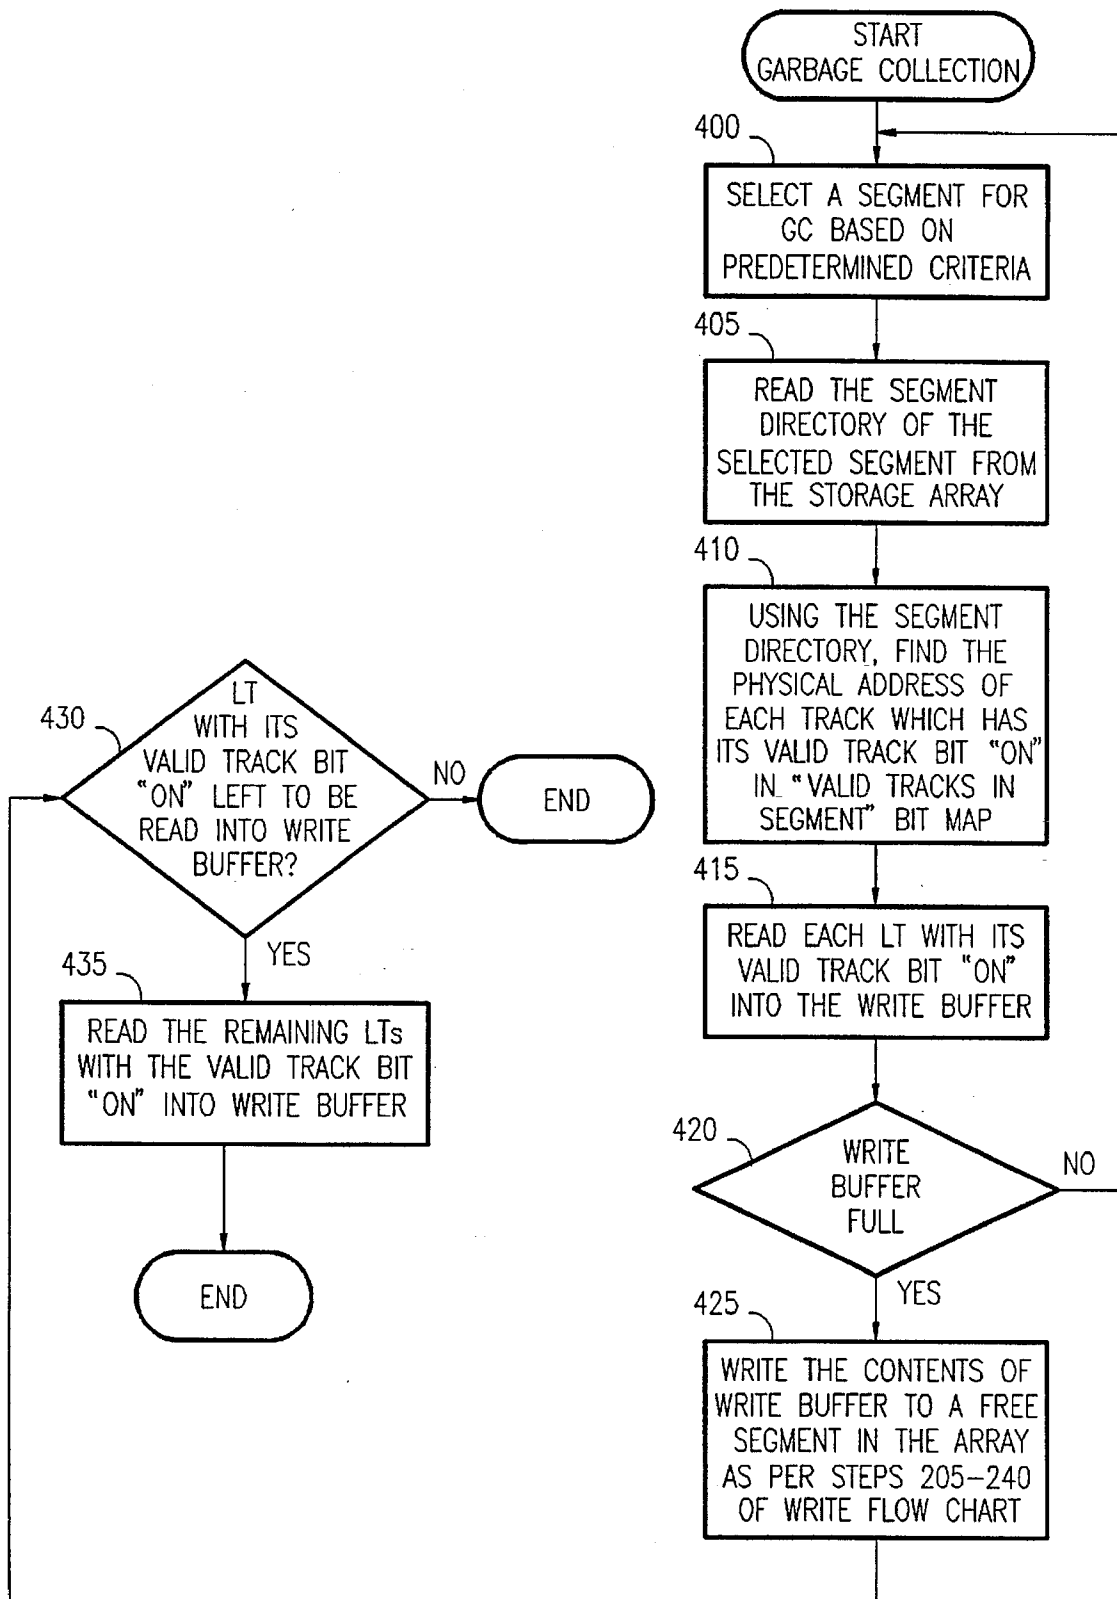 START
GARBAGE COLLECTION
400
SELECT A SEGMENT FOR
GC BASED ON
PREDETERMINED CRITERIA
405
READ THE SEGMENT
DIRECTORY OF THE
SELECTED SEGMENT FROM
THE STORAGE ARRAY
410
USING THE SEGMENT
DIRECTORY, FIND THE
PHYSICAL ADDRESS OF
EACH TRACK WHICH HAS
ITS VALID TRACK BIT "ON"
IN "VALID TRACKS IN
SEGMENT" BIT MAP
415
READ EACH LT WITH ITS
VALID TRACK BIT "ON"
INTO THE WRITE BUFFER
420
WRITE
BUFFER
FULL
NO
YES
425
WRITE THE CONTENTS OF
WRITE BUFFER TO A FREE
SEGMENT IN THE ARRAY
AS PER STEPS 205-240
OF WRITE FLOW CHART
430
LT
WITH ITS
VALID TRACK BIT
"ON" LEFT TO BE
READ INTO WRITE
BUFFER?
NO
END
YES
435
READ THE REMAINING LTs
WITH THE VALID TRACK BIT
"ON" INTO WRITE BUFFER
END